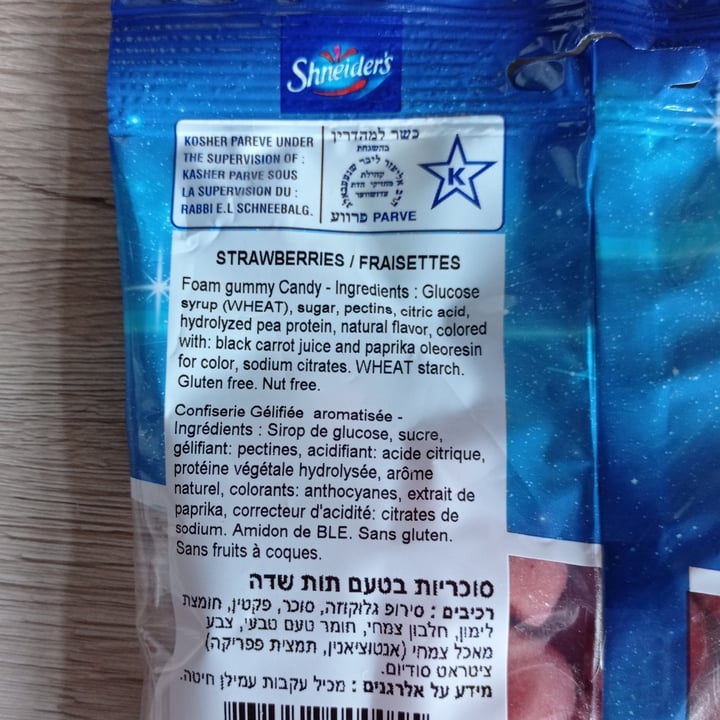 Shneider's
KOSHER PAREVE UNDER
THE SUPERVISION OF :
KASHER PARVE SOUS
LA SUPERVISION DU :
RABBI E.L SCHNEEBALG.
כשר למהדרין
בהשגחת
קהילת
מחזיקי הדת
פרווע PARVE
K
STRAWBERRIES / FRAISETTES
Foam gummy Candy - Ingredients : Glucose
syrup (WHEAT), sugar, pectins, citric acid,
hydrolyzed pea protein, natural flavor, colored
with: black carrot juice and paprika oleoresin
for color, sodium citrates. WHEAT starch.
Gluten free. Nut free.
Confiserie Gélifiée aromatisée -
Ingrédients : Sirop de glucose, sucre,
gélifiant: pectines, acidifiant: acide citrique,
protéine végétale hydrolysée, arôme
naturel, colorants: anthocyanes, extrait de
paprika, correcteur d'acidité: citrates de
sodium. Amidon de BLE. Sans gluten.
Sans fruits à coques.
סוכריות בטעם תות שדה
רכיבים : סירופ גלוקוזה, סוכר, פקטין, חומצת
לימון, חלבון צמחי, חומר טעם טבעי, צבע
מאכל צמחי (אנטוציאנין, תמצית פפריקה)
ציטראט סודיום.
מידע על אלרגנים : מכיל עקבות עמילן חיטה.